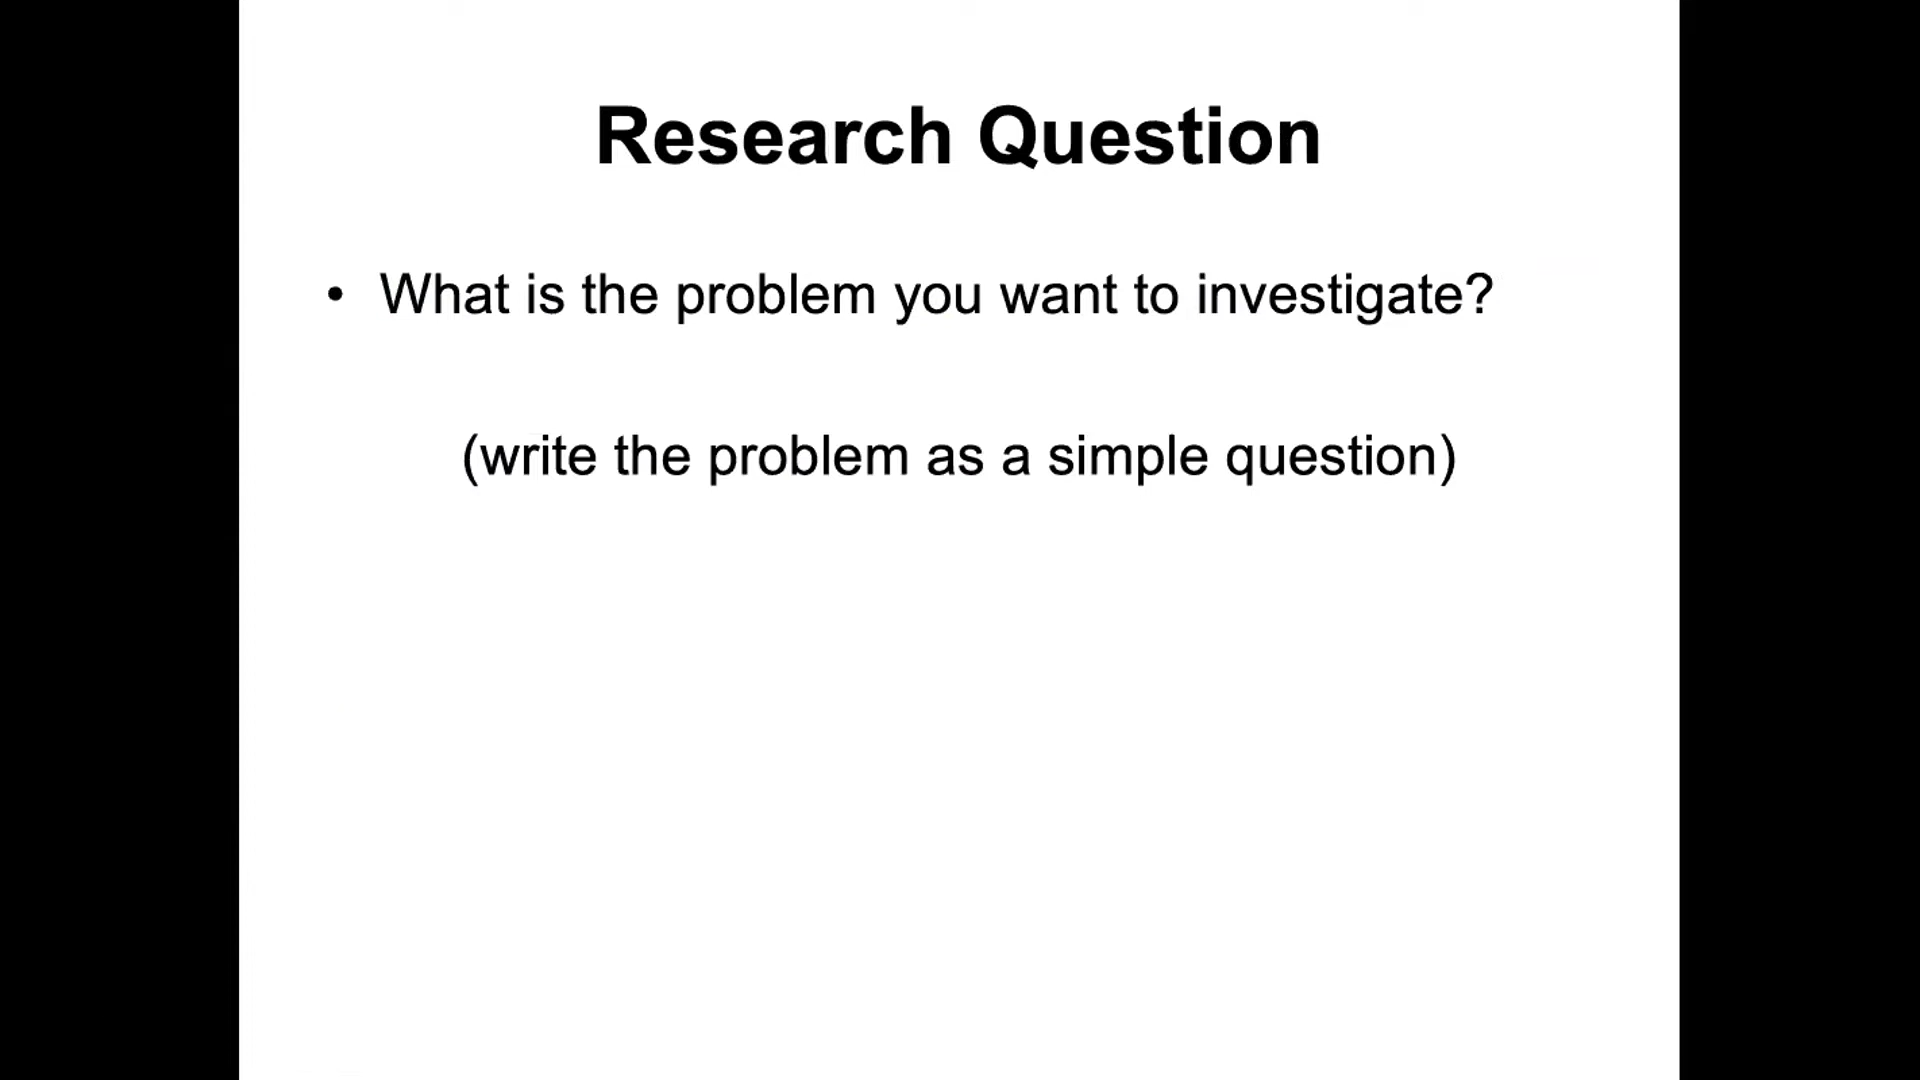 Research Question
• What is the problem you want to investigate?
(write the problem as a simple question)